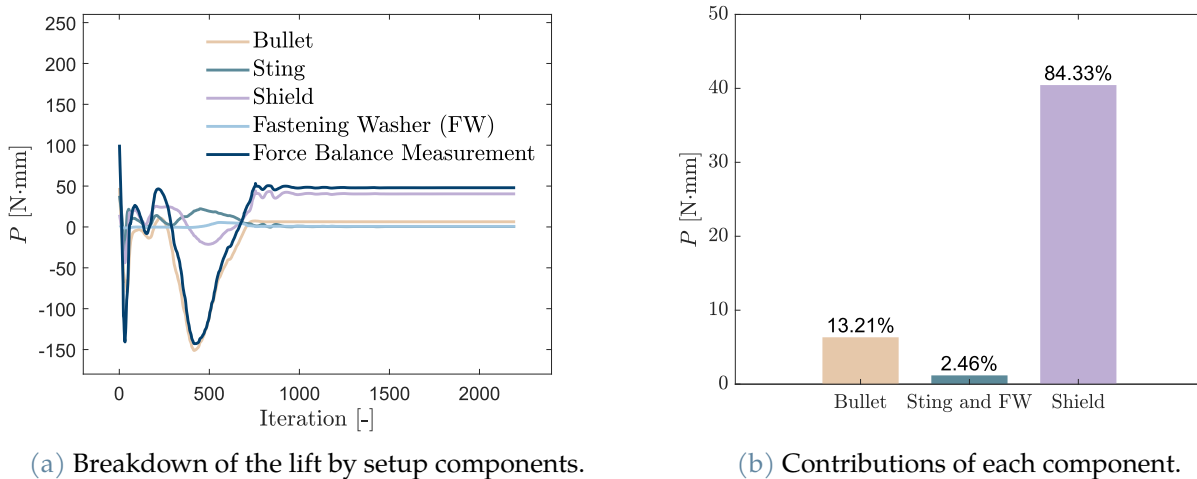 250
200
150
100
50
0
-50
-100
-150
P [N·mm]
Bullet
Sting
Shield
Fastening Washer (FW)
Force Balance Measurement
0 500 1000 1500 2000
Iteration [-]
(a) Breakdown of the lift by setup components.
50
40
30
20
10
0
P [N·mm]
84.33%
13.21%
2.46%
Bullet Sting and FW Shield
(b) Contributions of each component.